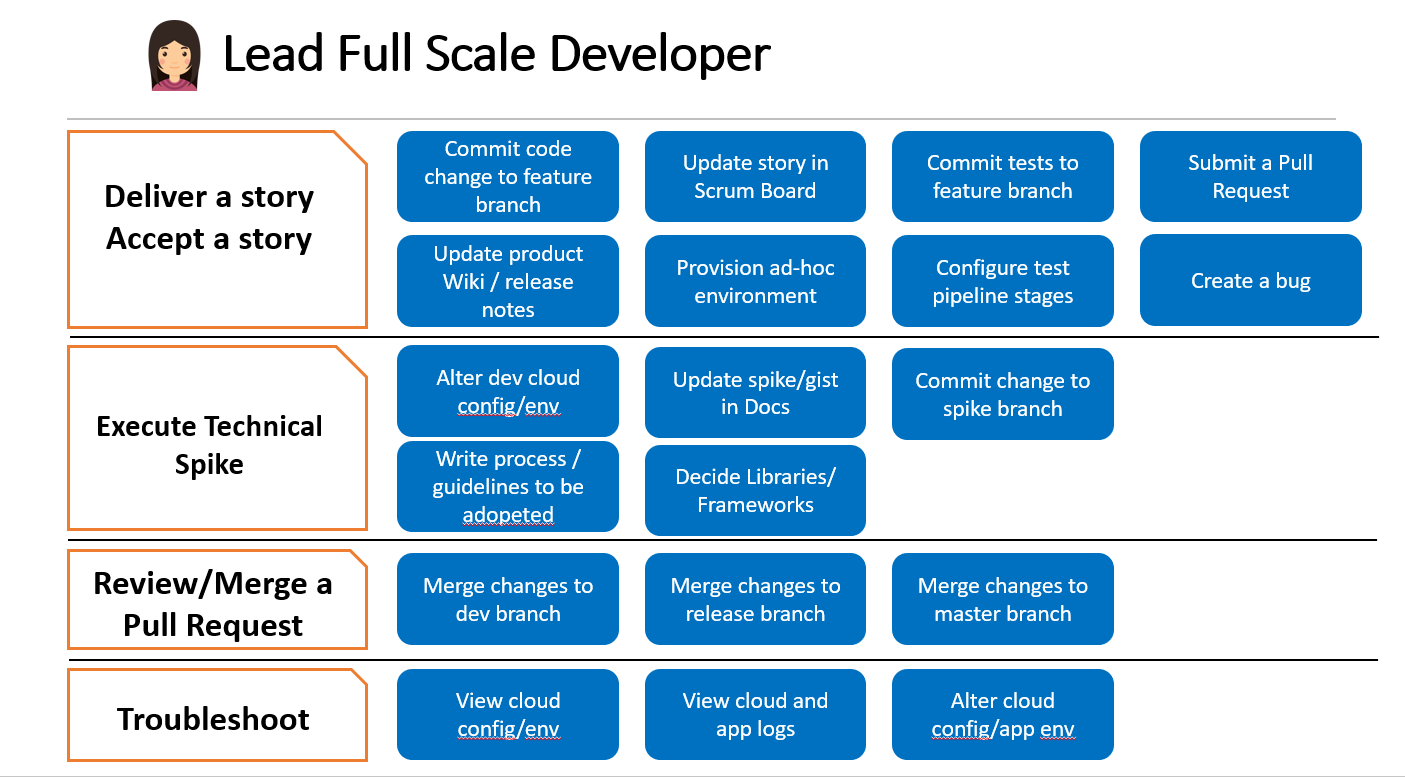 Lead Full Scale Developer
Deliver a story
Accept a story
Commit code
change to feature
branch
Update story in
Scrum Board
Commit tests to
feature branch
Submit a Pull
Request
Update product
Wiki / release
notes
Provision ad-hoc
environment
Configure test
pipeline stages
Create a bug
Execute Technical
Spike
Alter dev cloud
config/env
Update spike/gist
in Docs
Commit change to
spike branch
Write process /
guidelines to be
adopeted
Decide Libraries/
Frameworks
Review/Merge a
Pull Request
Merge changes to
dev branch
Merge changes to
release branch
Merge changes to
master branch
Troubleshoot
View cloud
config/env
View cloud and
app logs
Alter cloud
config/app env